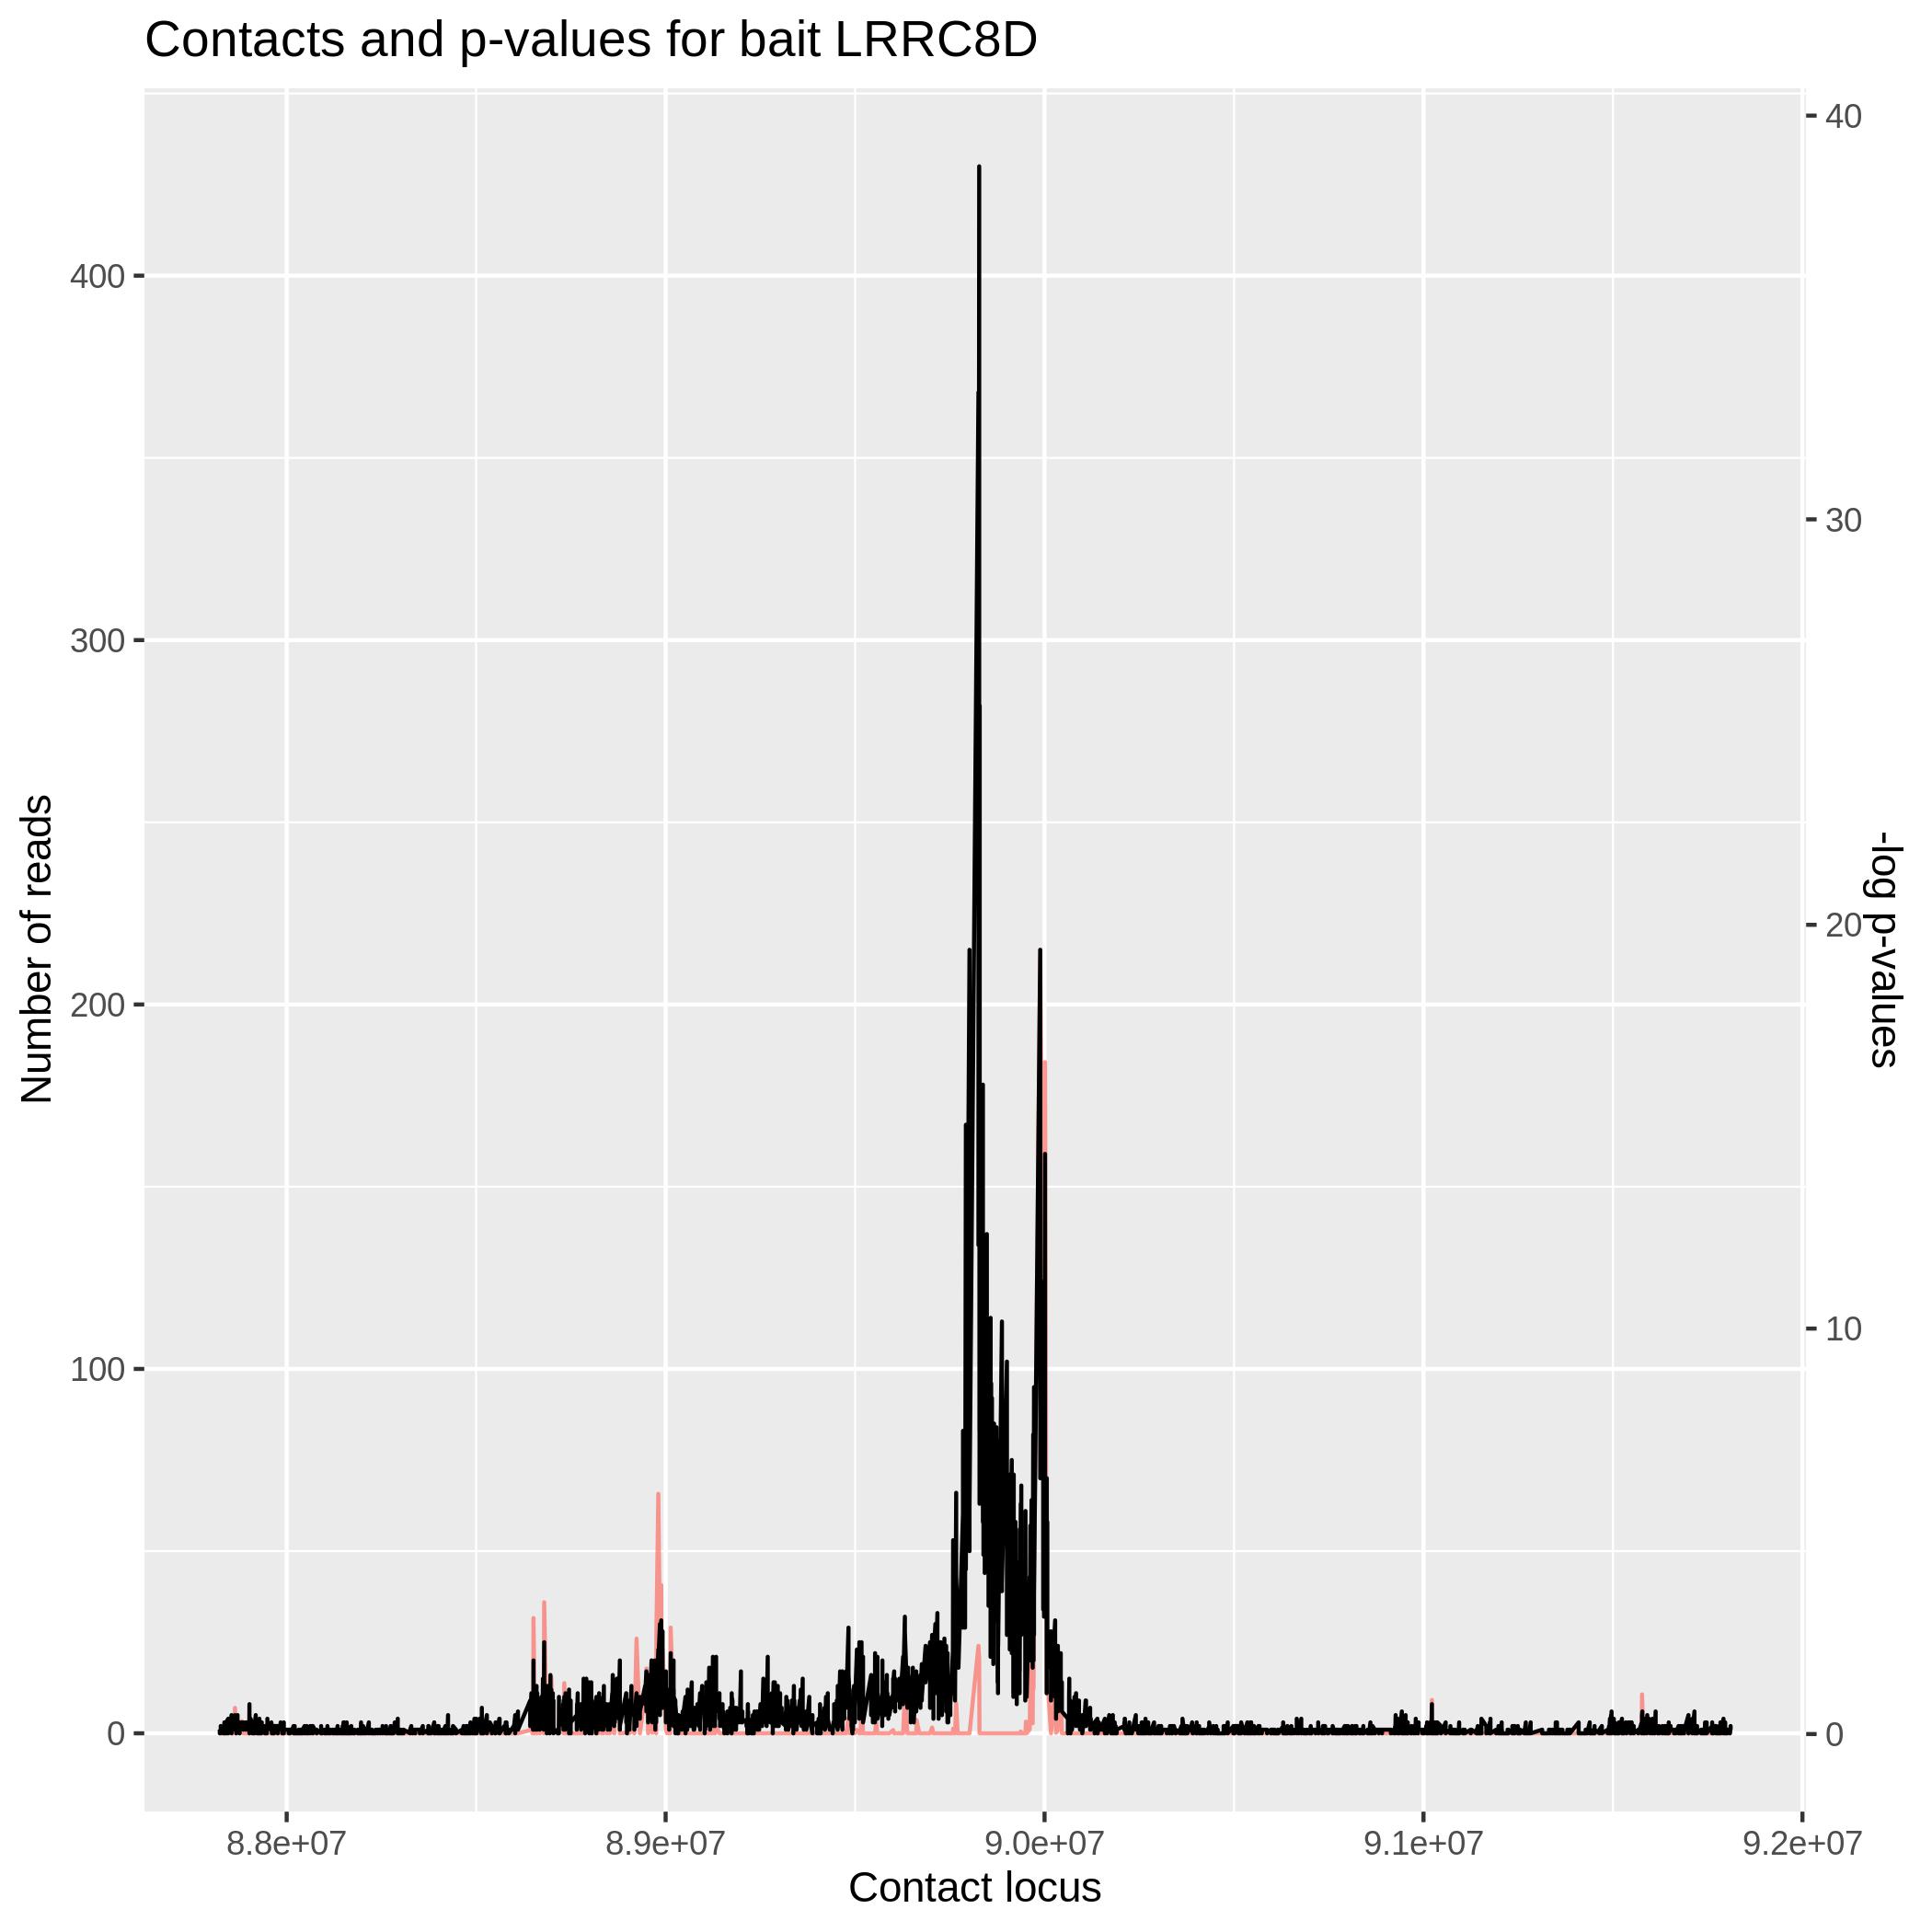 Contacts and p-values for bait LRRC8D
Number of reads
400
300
200
100
0
40
30
20
10
0
-log p-values
8.8e+07
8.9e+07
9.0e+07
9.1e+07
9.2e+07
Contact locus